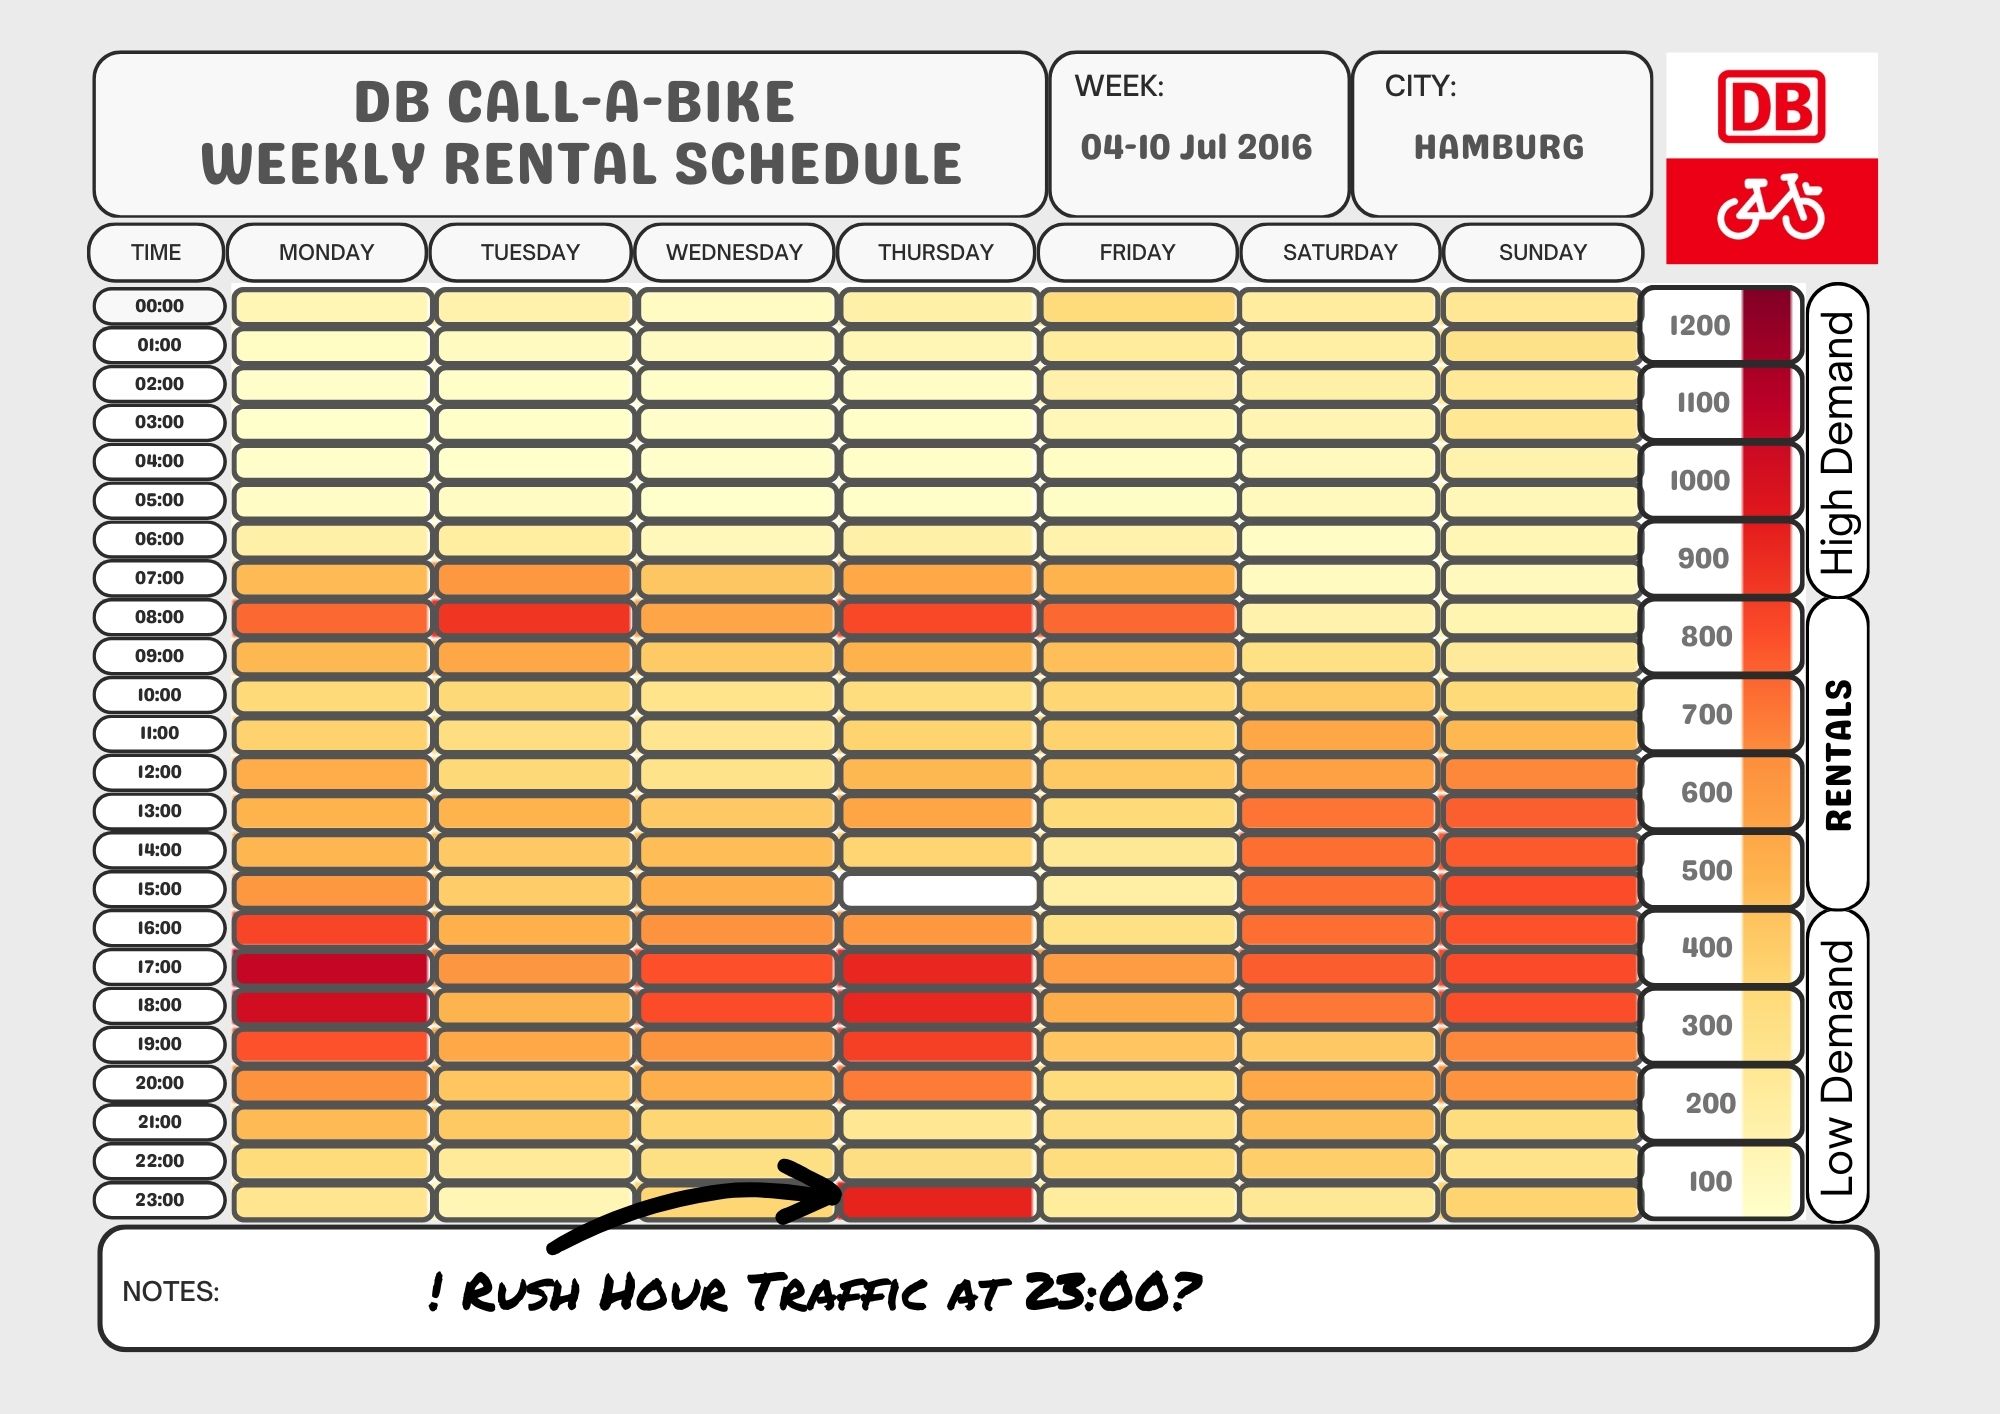 DB CALL-A-BIKE
WEEKLY RENTAL SCHEDULE
WEEK:
04-10 Jul 2016
CITY:
HAMBURG
DB
TIME MONDAY TUESDAY WEDNESDAY THURSDAY FRIDAY SATURDAY SUNDAY
00:00
01:00
02:00
03:00
04:00
05:00
06:00
07:00
08:00
09:00
10:00
11:00
12:00
13:00
14:00
15:00
16:00
17:00
18:00
19:00
20:00
21:00
22:00
23:00
1200
1100
1000
900
800
700
600
500
400
300
200
100
High Demand
RENTALS
Low Demand
NOTES:
! Rush Hour Traffic at 23:00?